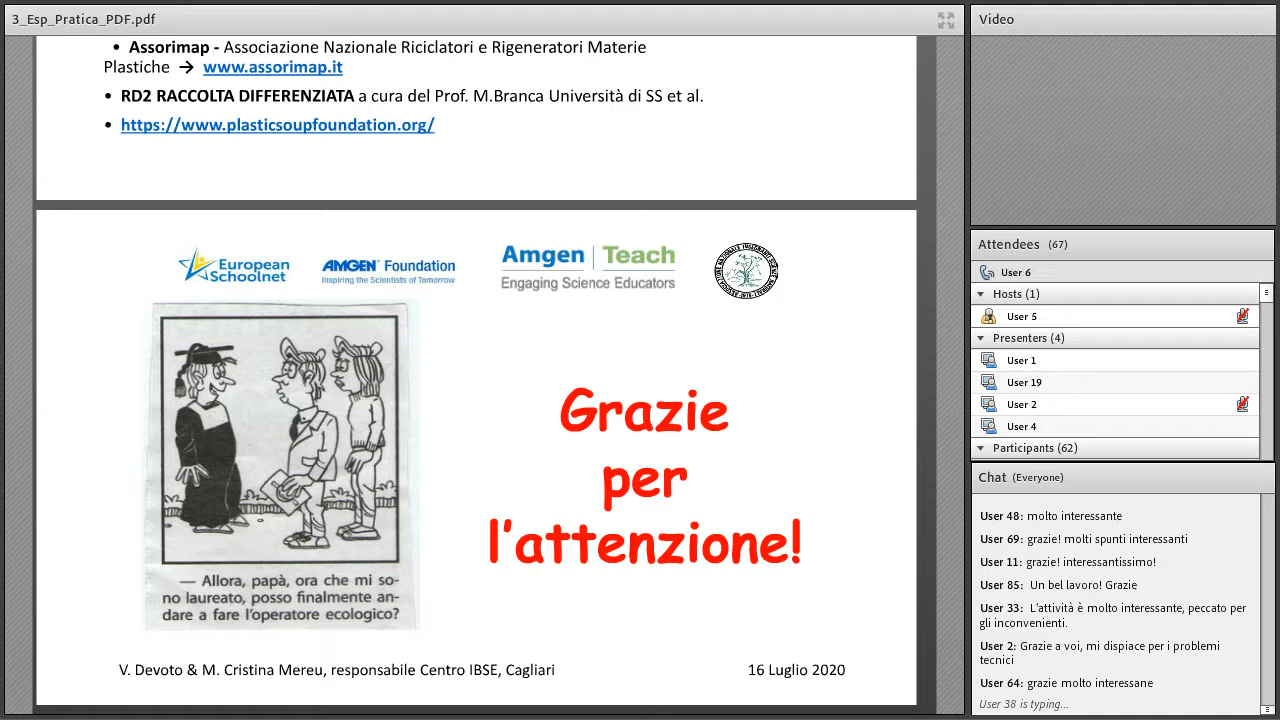 3_Esp_Pratica_PDF.pdf
• Assorimap - Associazione Nazionale Riciclatori e Rigeneratori Materie
Plastiche → www.assorimap.it
• RD2 RACCOLTA DIFFERENZIATA a cura del Prof. M.Branca Università di SS et al.
• https://www.plasticsoupfoundation.org/
European
Schoolnet
AMGEN Foundation
Inspiring the Scientists of Tomorrow
Amgen | Teach
Engaging Science Educators
— Allora, papà, ora che mi so-
no laureato, posso finalmente an-
dare a fare l'operatore ecologico?
Grazie
per
l'attenzione!
V. Devoto & M. Cristina Mereu, responsabile Centro IBSE, Cagliari
16 Luglio 2020
Video
Attendees (67)
User 6
Hosts (1)
User 5
Presenters (4)
User 1
User 19
User 2
User 4
Participants (62)
Chat (Everyone)
User 48: molto interessante
User 69: grazie! molti spunti interessanti
User 11: grazie! interessantissimo!
User 85: Un bel lavoro! Grazie
User 33: L'attività è molto interessante, peccato per
gli inconvenienti.
User 2: Grazie a voi, mi dispiace per i problemi
tecnici
User 64: grazie molto interessane
User 38 is typing...